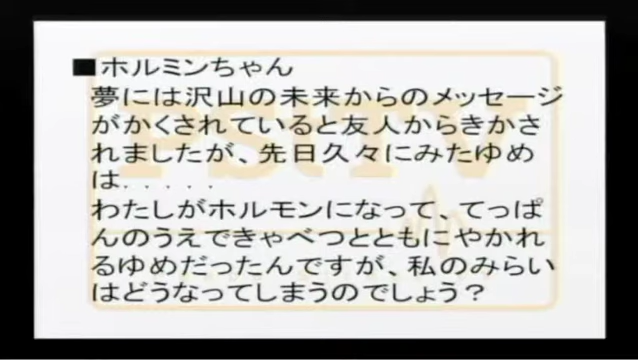 ■ホルミンちゃん
夢には沢山の未来からのメッセージ
がかくされていると友人からきかさ
れましたが、先日久々にみたゆめ
は．．．．．
わたしがホルモンになって、てっぱ
んのうえできゃべつとともにやかれ
るゆめだったんですが、私のみらい
はどうなってしまうのでしょう？